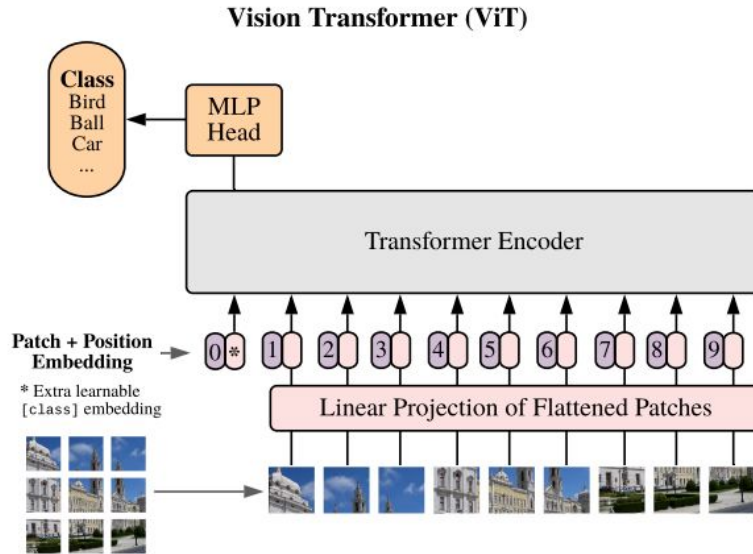 Vision Transformer (ViT)
Class
Bird
Ball
Car
...
MLP
Head
Transformer Encoder
Patch + Position
Embedding
0 * 1 2 3 4 5 6 7 8 9
* Extra learnable
[class] embedding
Linear Projection of Flattened Patches